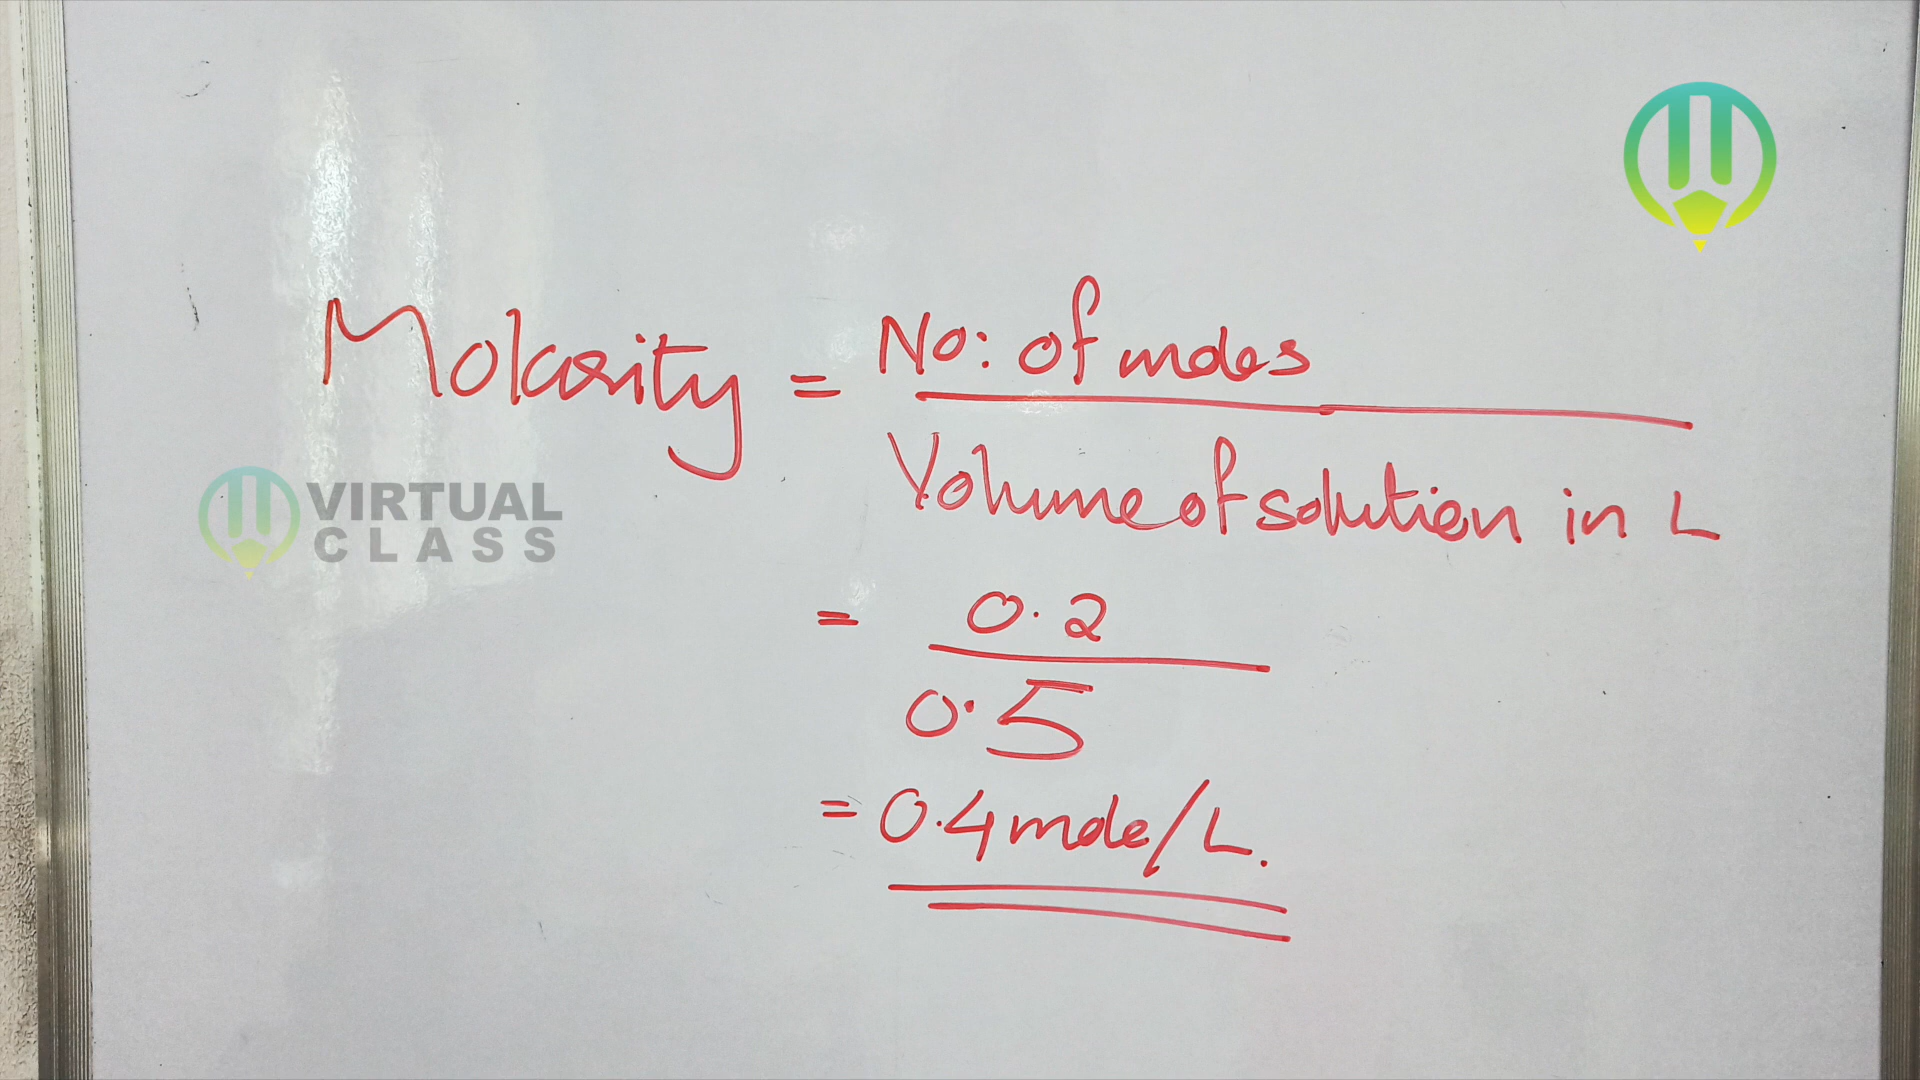 Molarity = No: of moles
Volume of solution in L
VIRTUAL
CLASS
= 0.2
0.5
= 0.4 mole/L.